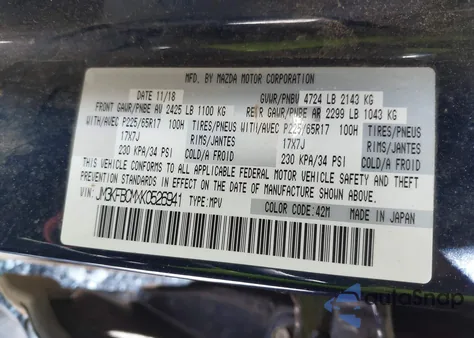 MFD. BY MAZDA MOTOR CORPORATION
DATE 11/18 GVWR/PNBV 4724 LB 2143 KG
FRONT GAWR/PNBE AV 2425 LB 1100 KG REAR GAWR/PNBE AR 2299 LB 1043 KG
WITH/AVEC P225/65R17 100H TIRES/PNEUS WITH/AVEC P225/65R17 100H TIRES/PNEUS
17X7J RIMS/JANTES 17X7J RIMS/JANTES
230 KPA/34 PSI COLD/A FROID 230 KPA/34 PSI COLD/A FROID
THIS VEHICLE CONFORMS TO ALL APPLICABLE FEDERAL MOTOR VEHICLE SAFETY AND THEFT
PREVENTION STANDARDS IN EFFECT ON THE DATE OF MANUFACTURE SHOWN ABOVE.
TYPE:MPV COLOR CODE:42M MADE IN JAPAN
autoSnap